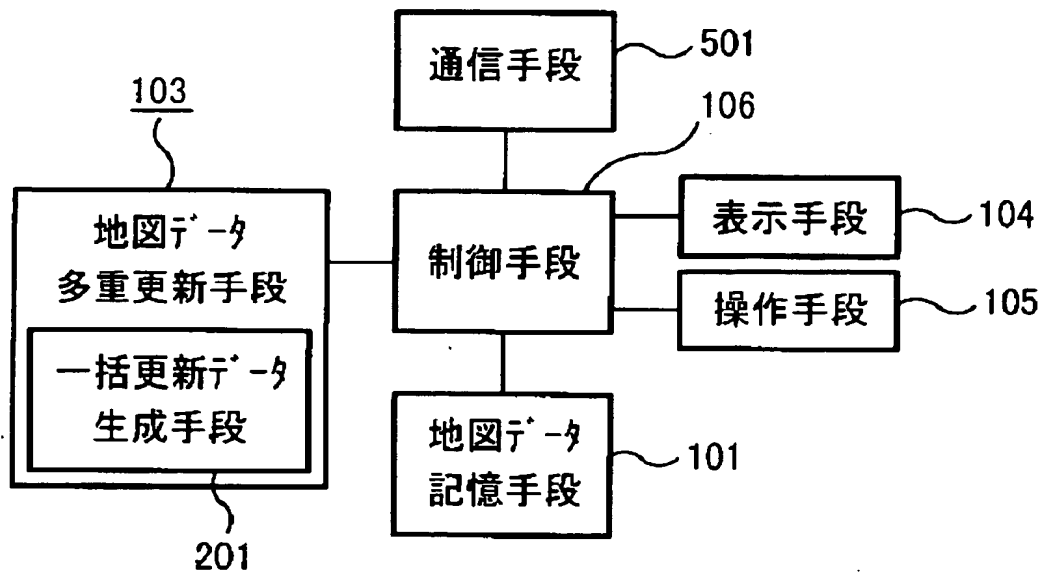 通信手段
501
103
106
地図データ
多重更新手段
制御手段
表示手段
104
操作手段
105
一括更新データ
生成手段
201
地図データ
記憶手段
101